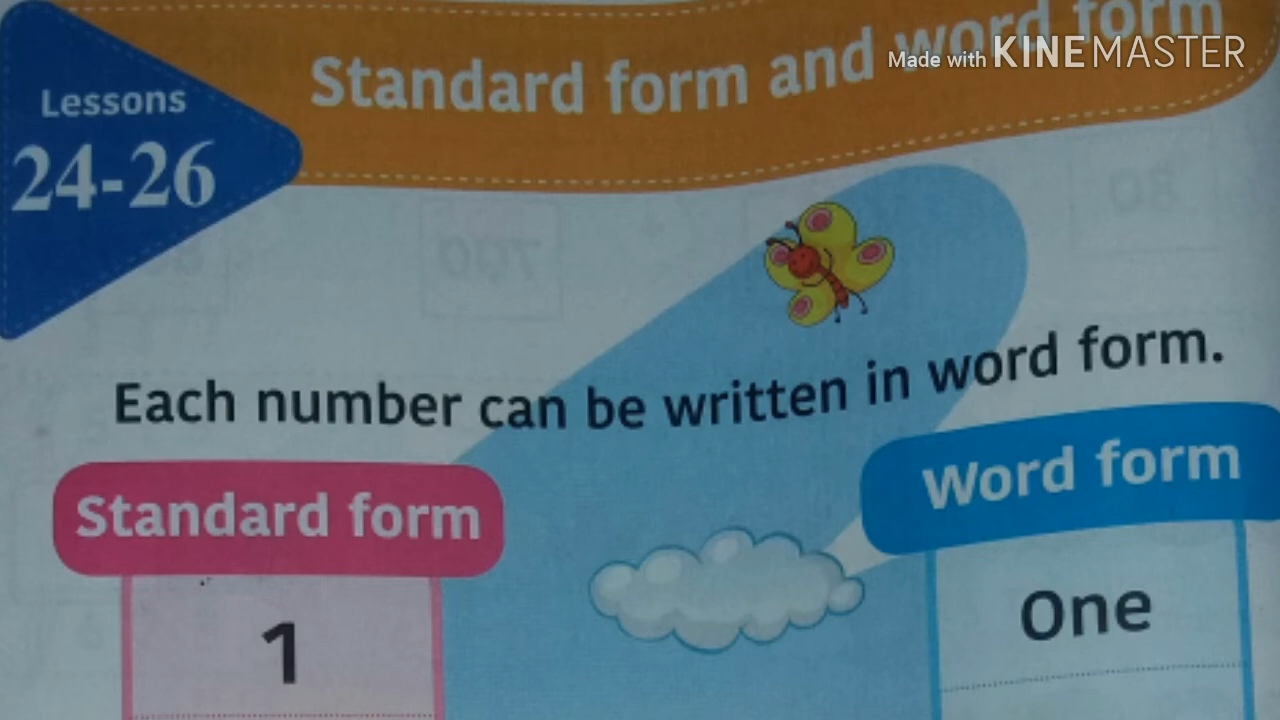 Lessons
24-26
Standard form and word form
Made with KINEMASTER
Each number can be written in word form.
Standard form
Word form
1
One